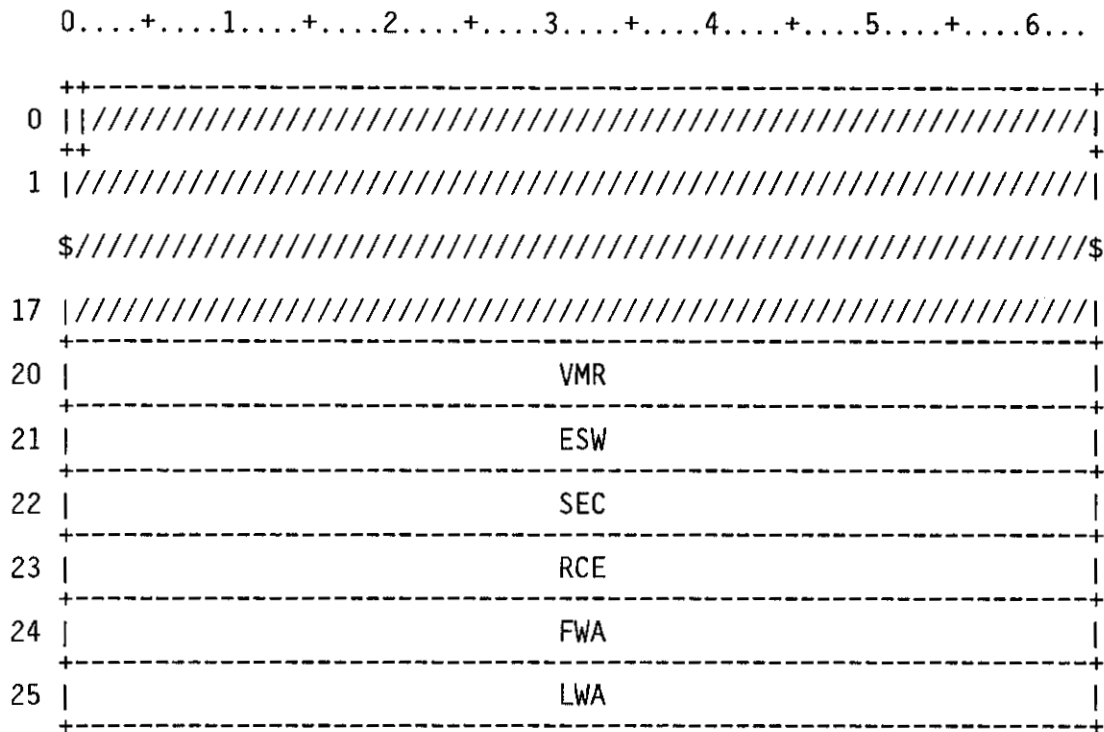 0....+....1....+....2....+....3....+....4....+....5....+....6...
++--------------------------------------------------------------+
0 ||//////////////////////////////////////////////////////////////|
++                                                              +
1 |///////////////////////////////////////////////////////////////|
$///////////////////////////////////////////////////////////////$
17 |///////////////////////////////////////////////////////////////|
+---------------------------------------------------------------+
20 |                              VMR                              |
+---------------------------------------------------------------+
21 |                              ESW                              |
+---------------------------------------------------------------+
22 |                              SEC                              |
+---------------------------------------------------------------+
23 |                              RCE                              |
+---------------------------------------------------------------+
24 |                              FWA                              |
+---------------------------------------------------------------+
25 |                              LWA                              |
+---------------------------------------------------------------+